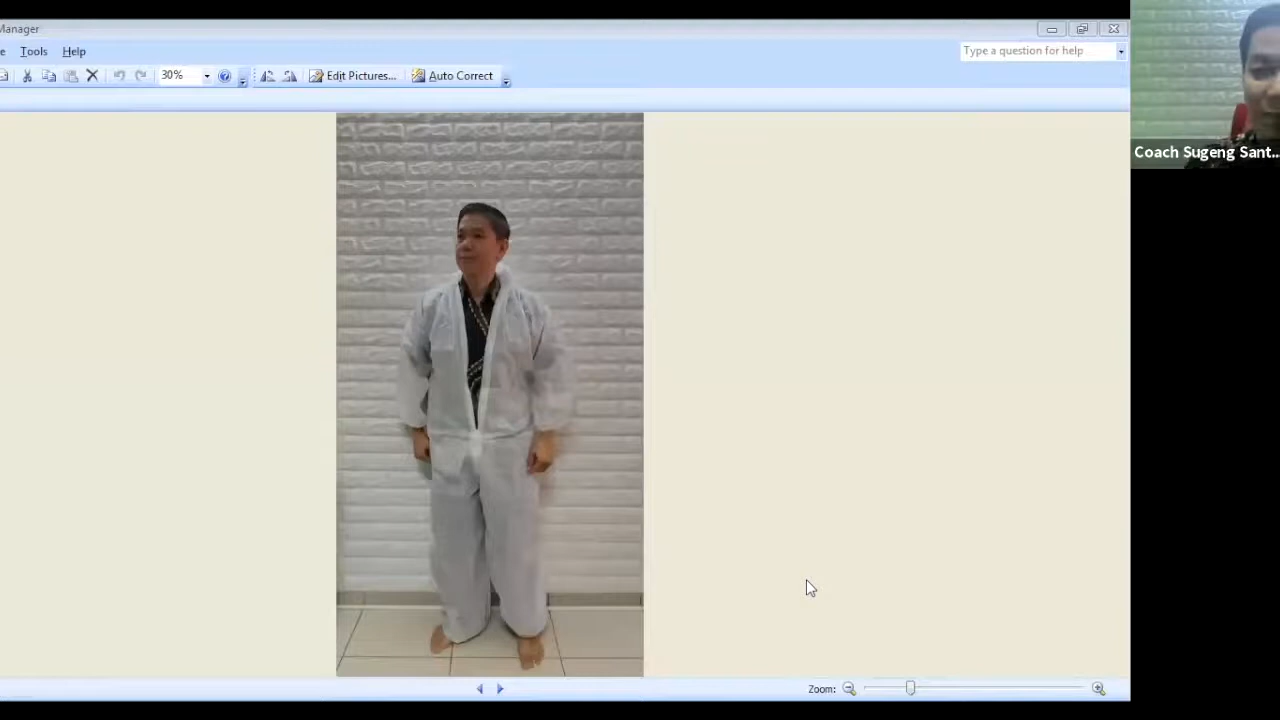 Manager
e Tools Help
Type a question for help
30%
Edit Pictures...
Auto Correct
Coach Sugeng Sant...
Zoom: